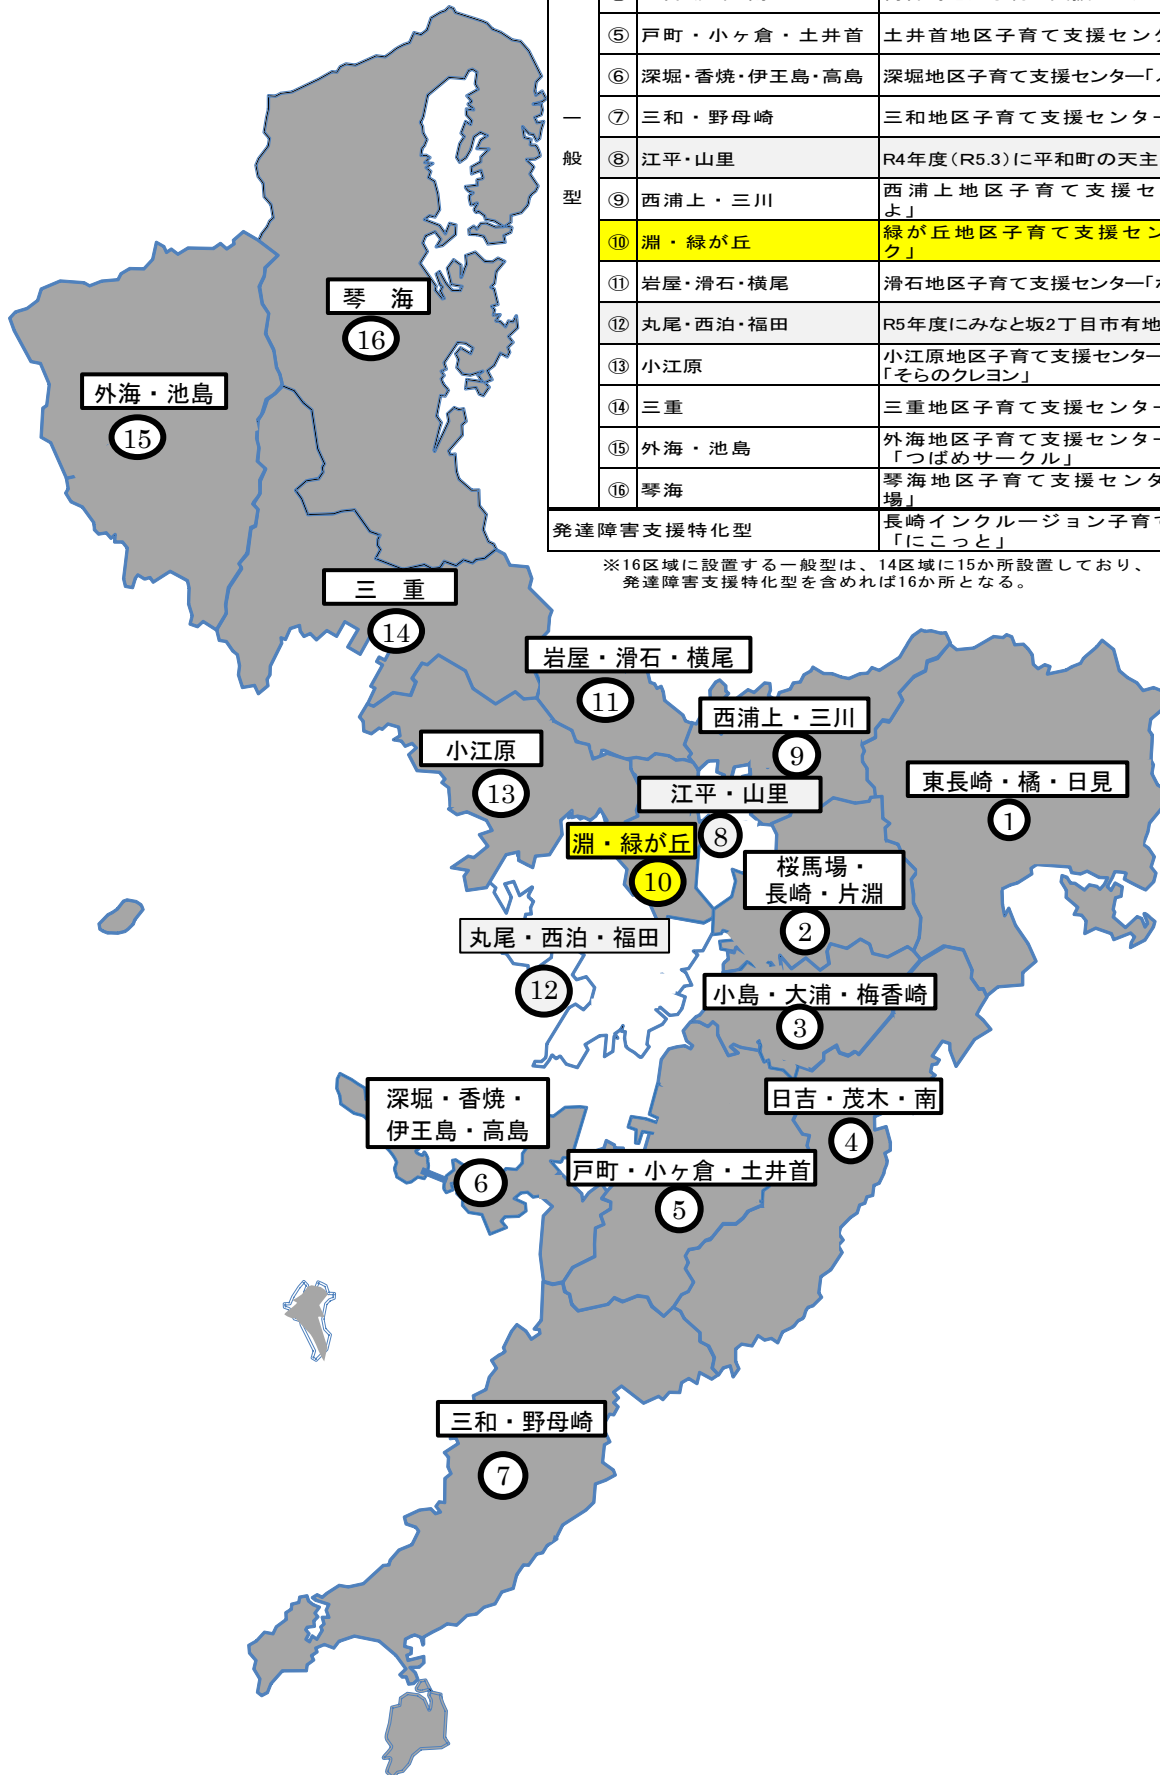 ⑤ 戸町・小ヶ倉・土井首 土井首地区子育て支援セン
⑥ 深堀・香焼・伊王島・高島 深堀地区子育て支援センター「
⑦ 三和・野母崎 三和地区子育て支援センター
⑧ 江平・山里 R4年度(R5.3)に平和町の天主
⑨ 西浦上・三川 西浦上地区子育て支援セ
よ」
⑩ 淵・緑が丘 緑が丘地区子育て支援セン
ク」
⑪ 岩屋・滑石・横尾 滑石地区子育て支援センター「
⑫ 丸尾・西泊・福田 R5年度にみなと坂2丁目市有地
⑬ 小江原 小江原地区子育て支援センター
「そらのクレヨン」
⑭ 三重 三重地区子育て支援センター
⑮ 外海・池島 外海地区子育て支援センター
「つばめサークル」
⑯ 琴海 琴海地区子育て支援センタ
場」
一般型
発達障害支援特化型 長崎インクルージョン子育て
「にこっと」
※16区域に設置する一般型は、14区域に15か所設置しており、
発達障害支援特化型を含めれば16か所となる。
琴 海
16
外海・池島
15
三 重
14
岩屋・滑石・横尾
11
西浦上・三川
9
小江原
13
東長崎・橘・日見
1
江平・山里
8
淵・緑が丘
10
桜馬場・
長崎・片淵
2
丸尾・西泊・福田
12
小島・大浦・梅香崎
3
日吉・茂木・南
4
深堀・香焼・
伊王島・高島
6
戸町・小ヶ倉・土井首
5
三和・野母崎
7